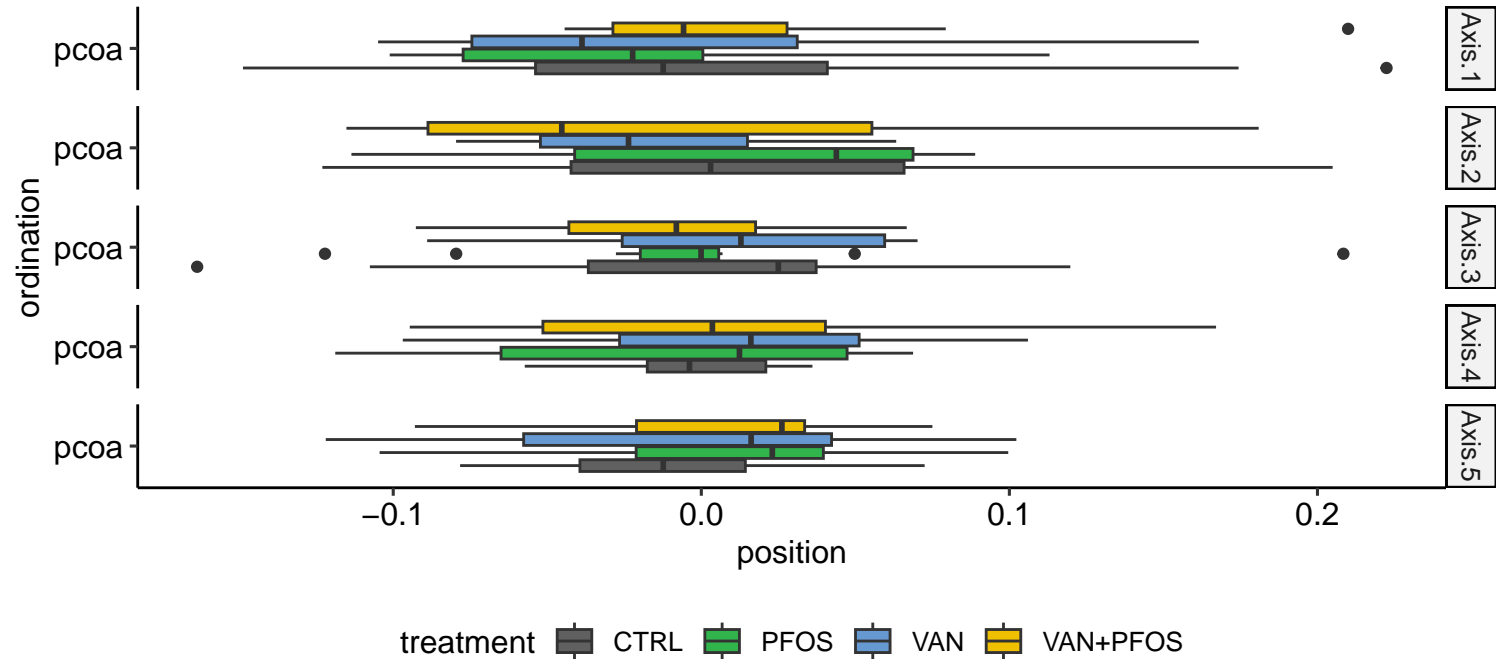 pcoa
Axis.1
pcoa
Axis.2
pcoa
Axis.3
pcoa
Axis.4
pcoa
Axis.5
ordination
−0.1 0.0 0.1 0.2
position
treatment CTRL PFOS VAN VAN+PFOS